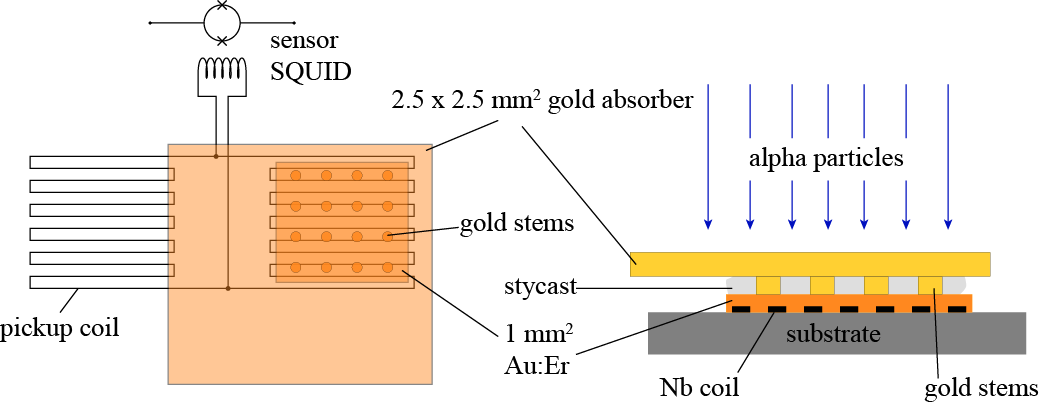 sensor
SQUID
2.5 x 2.5 mm² gold absorber
alpha particles
gold stems
stycast
pickup coil
1 mm²
Au:Er
substrate
Nb coil
gold stems